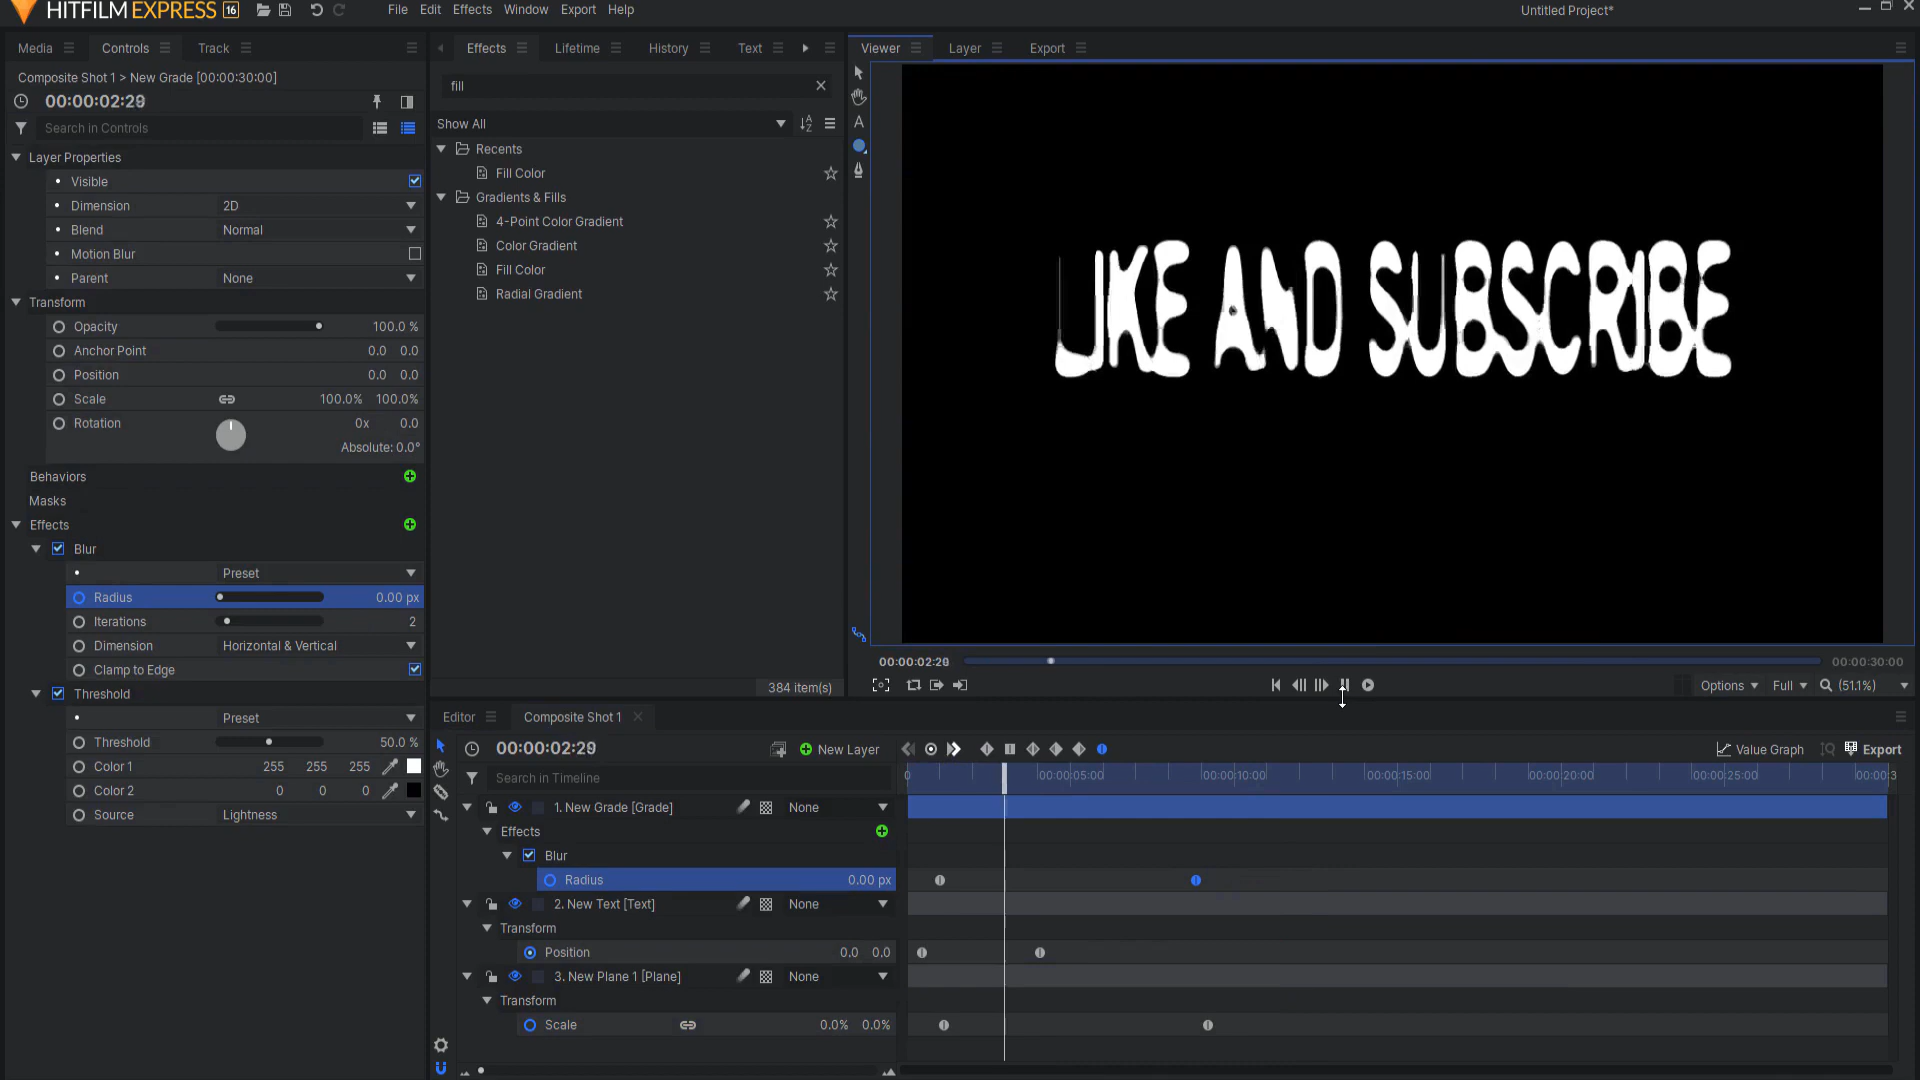 HITFILM EXPRESS 16
File Edit Effects Window Export Help
Untitled Project*
Media Controls Track
Effects Lifetime History Text
Viewer Layer Export
Composite Shot 1 > New Grade [00:00:30:00]
00:00:02:29
Search in Controls
Layer Properties
Visible
Dimension 2D
Blend Normal
Motion Blur
Parent None
Transform
Opacity 100.0 %
Anchor Point 0.0 0.0
Position 0.0 0.0
Scale 100.0% 100.0%
Rotation 0x 0.0
Absolute: 0.0°
Behaviors
Masks
Effects
Blur
Preset
Radius 0.00 px
Iterations 2
Dimension Horizontal & Vertical
Clamp to Edge
Threshold
Preset
Threshold 50.0 %
Color 1 255 255 255
Color 2 0 0 0
Source Lightness
fill
Show All
Recents
Fill Color
Gradients & Fills
4-Point Color Gradient
Color Gradient
Fill Color
Radial Gradient
384 item(s)
A
LIKE AND SUBSCRIBE
00:00:30:00
Options Full (51.1%)
Editor Composite Shot 1
00:00:02:29 New Layer Value Graph Export
Search in Timeline
0 00:00:05:00 00:00:10:00 00:00:15:00 00:00:20:00 00:00:25:00 00:00:3
1. New Grade [Grade] None
Effects
Blur
Radius 0.00 px
2. New Text [Text] None
Transform
Position 0.0 0.0
3. New Plane 1 [Plane] None
Transform
Scale 0.0% 0.0%